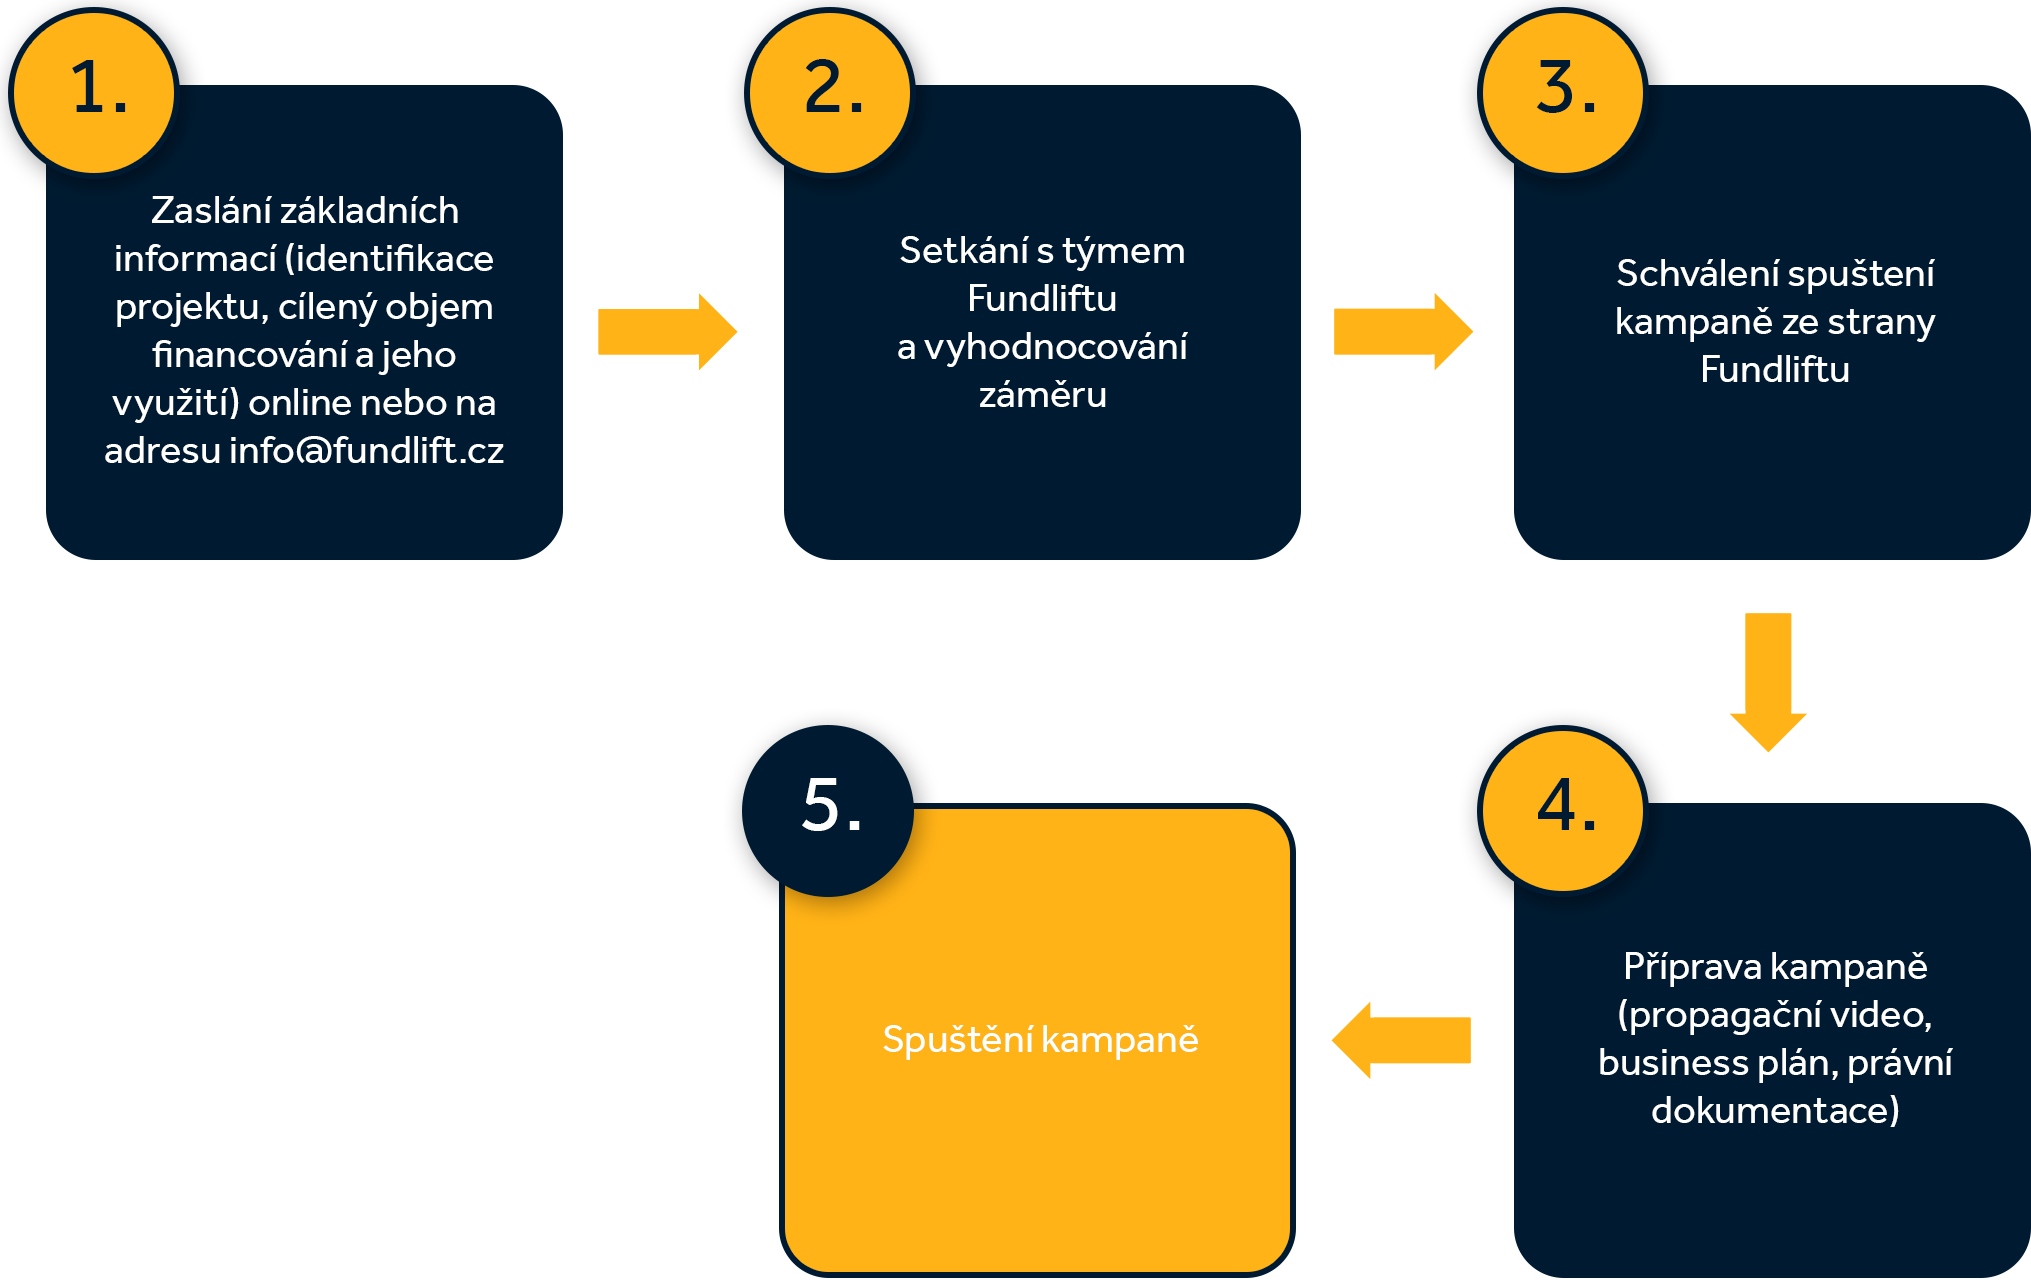 1.
Zaslání základních
informací (identifikace
projektu, cílený objem
financování a jeho
využití) online nebo na
adresu info@fundlift.cz
2.
Setkání s týmem
Fundliftu
a vyhodnocování
záměru
3.
Schválení spuštení
kampaně ze strany
Fundliftu
4.
Příprava kampaně
(propagační video,
business plán, právní
dokumentace)
5.
Spuštění kampaně